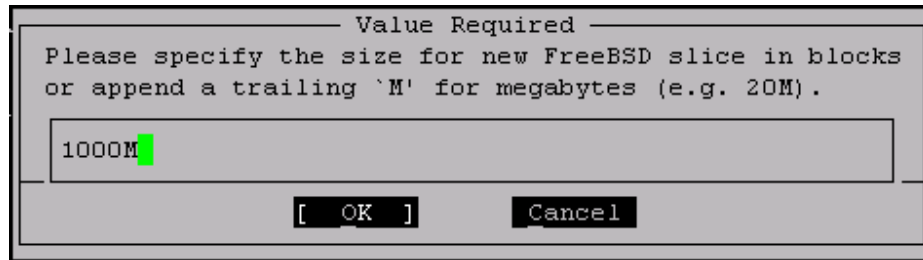 Value Required
Please specify the size for new FreeBSD slice in blocks
or append a trailing `M' for megabytes (e.g. 20M).
1000M
[ OK ] Cancel